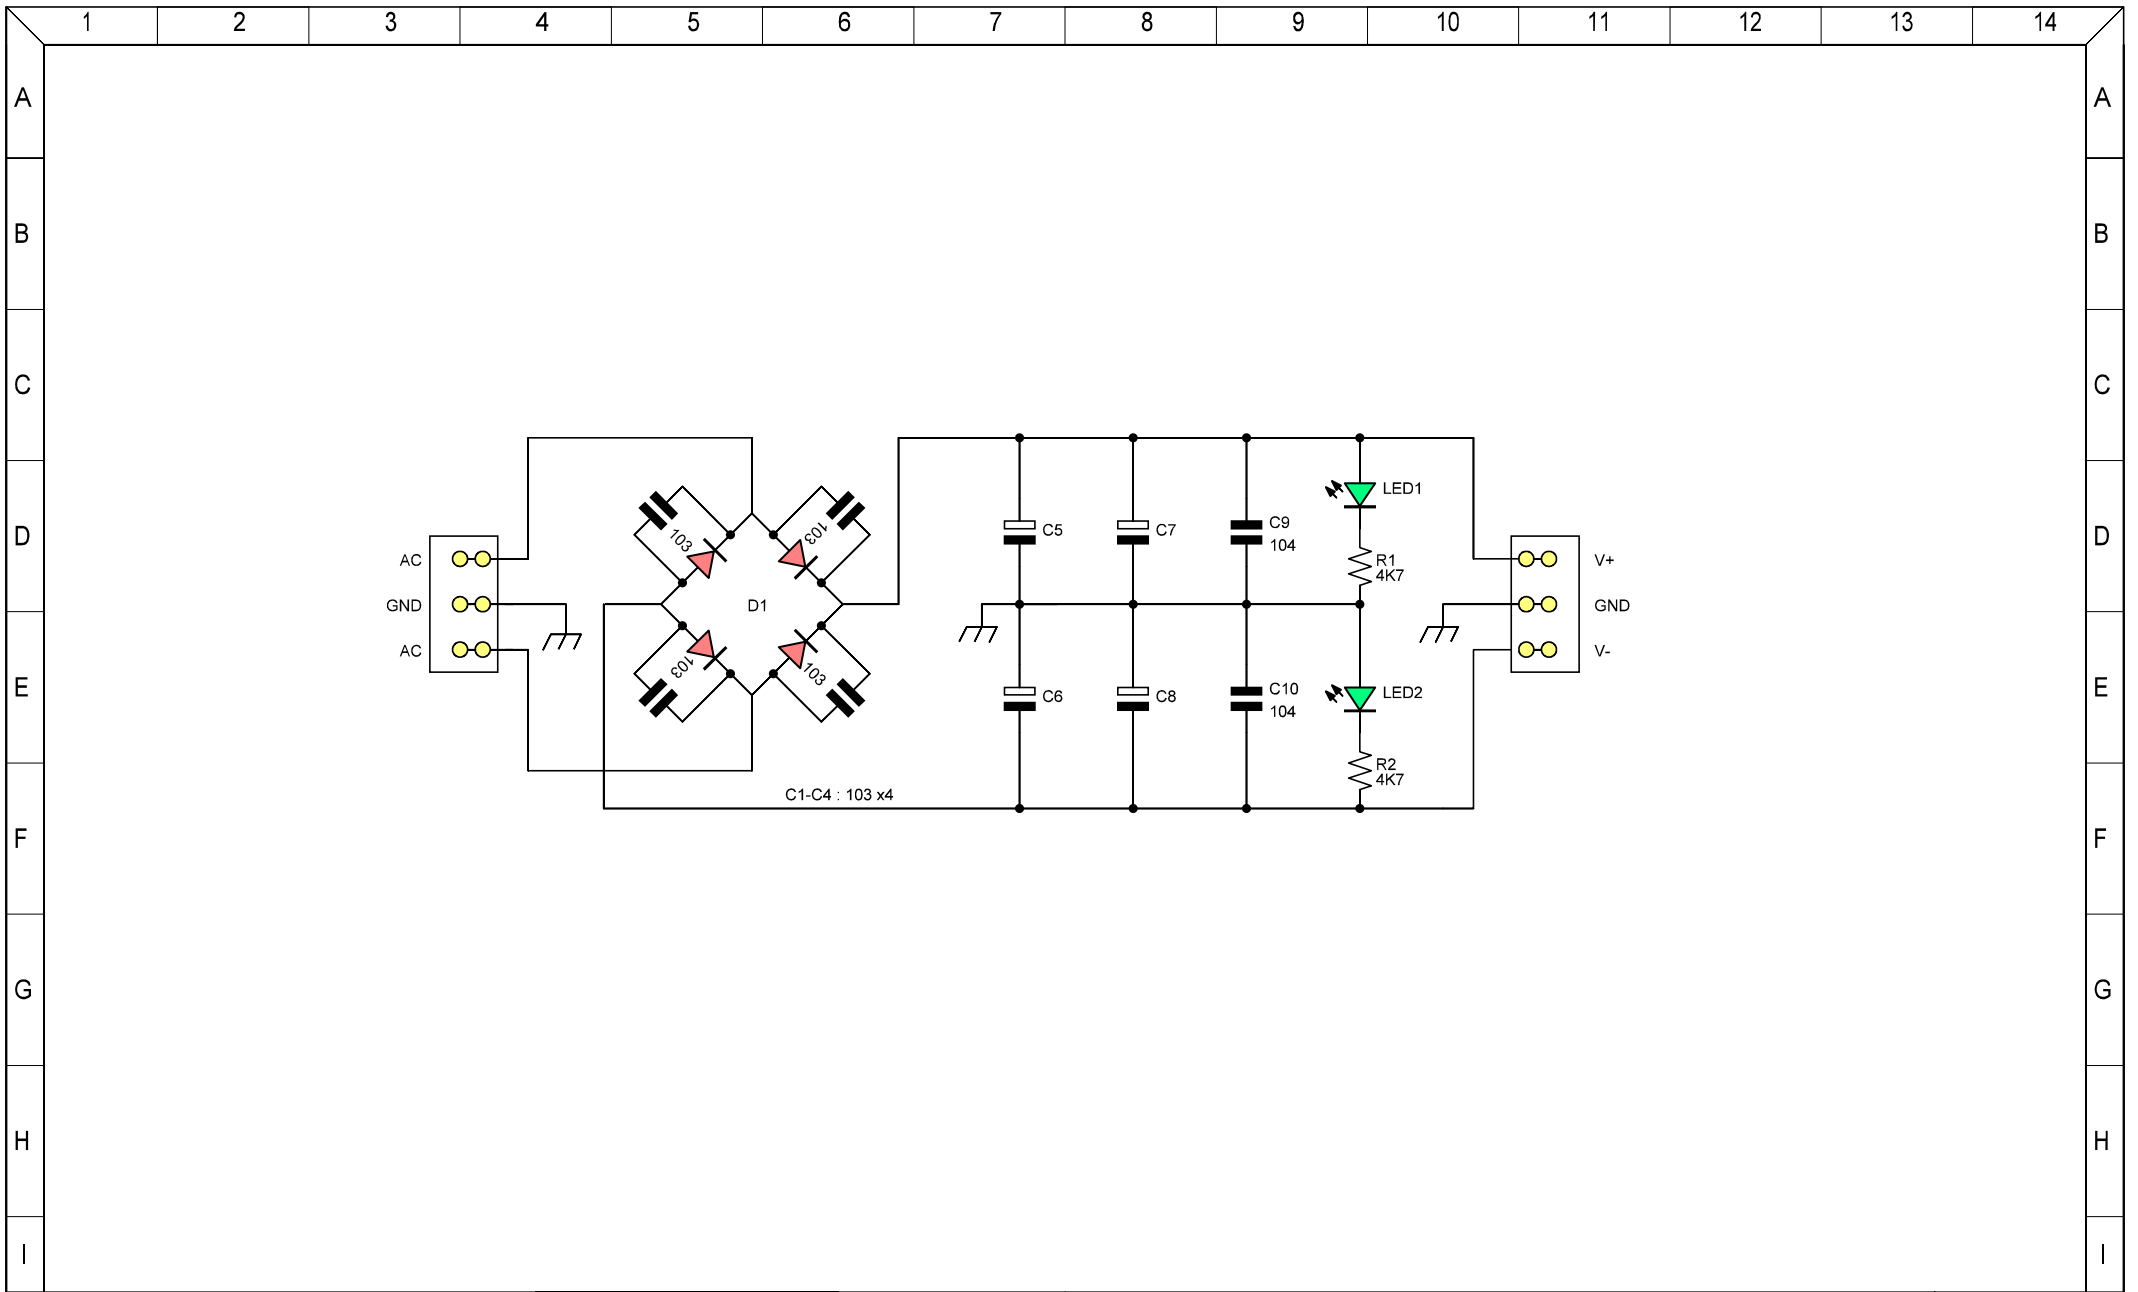 1 2 3 4 5 6 7 8 9 10 11 12 13 14
A A
B B
C C
D D
E E
F F
G G
H H
I I
AC
GND
AC
103
103
103
103
D1
C1-C4 : 103 x4
C5
C7
C9
104
LED1
R1
4K7
C6
C8
C10
104
LED2
R2
4K7
V+
GND
V-